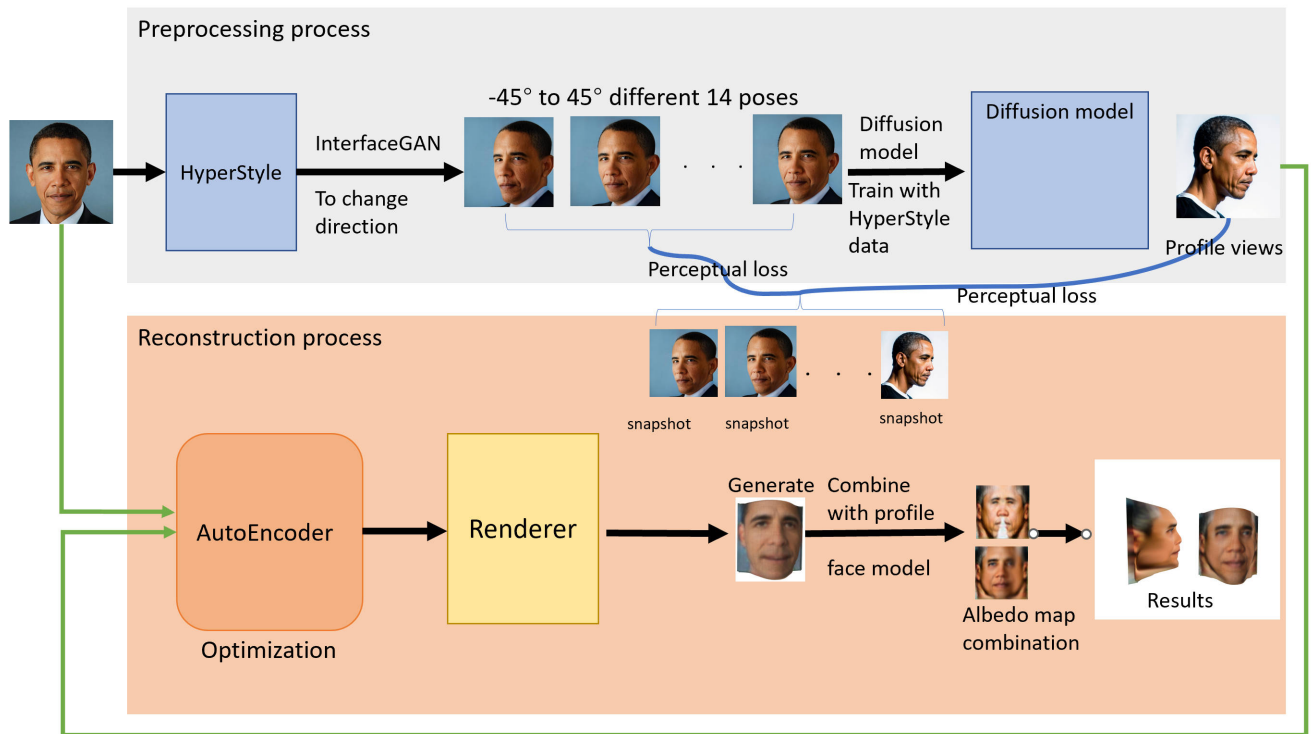 Preprocessing process
-45° to 45° different 14 poses
HyperStyle
InterfaceGAN
To change
direction
Diffusion
model
Train with
HyperStyle
data
Diffusion model
Profile views
Perceptual loss
Perceptual loss
Reconstruction process
snapshot
snapshot
snapshot
AutoEncoder
Optimization
Renderer
Generate
Combine
with profile
face model
Albedo map
combination
Results